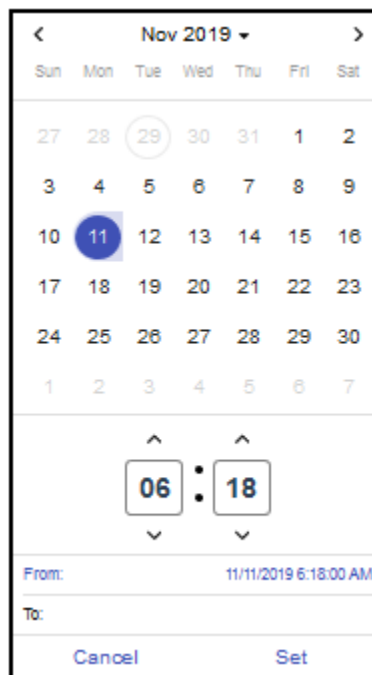 Nov 2019
Sun Mon Tue Wed Thu Fri Sat
27 28 29 30 31 1 2
3 4 5 6 7 8 9
10 11 12 13 14 15 16
17 18 19 20 21 22 23
24 25 26 27 28 29 30
1 2 3 4 5 6 7
06 : 18
From: 11/11/2019 6:18:00 AM
To:
Cancel Set